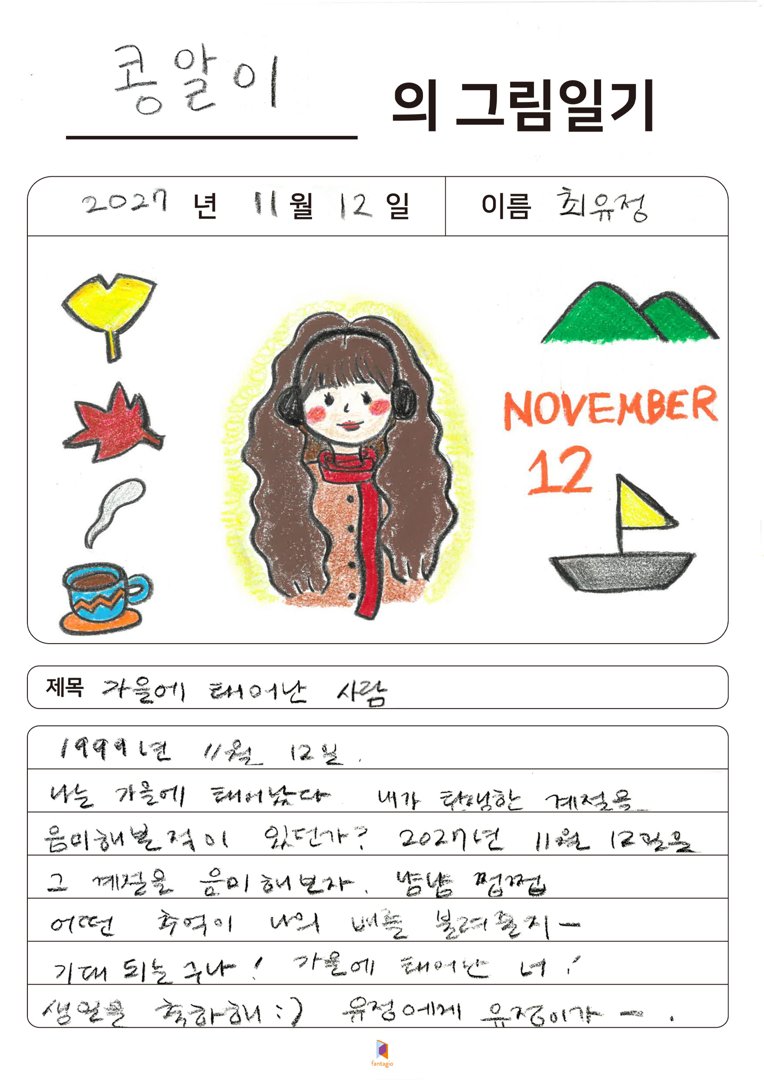 콩알이 의 그림일기
2027 년 11 월 12 일 이름 최유정
NOVEMBER
12
제목 가을에 태어난 사람
1999년 11월 12일.
나는 가을에 태어났다 내가 탄생한 계절을
음미해본적이 있던가? 2027년 11월 12일을
그 계절을 음미해보자. 냠냠 쩝쩝
어떤 추억이 나의 배를 불려줄지ー
기대 되는구나! 가을에 태어난 너!
생일을 축하해 :) 유정에게 유정이가 ー.
fantagio